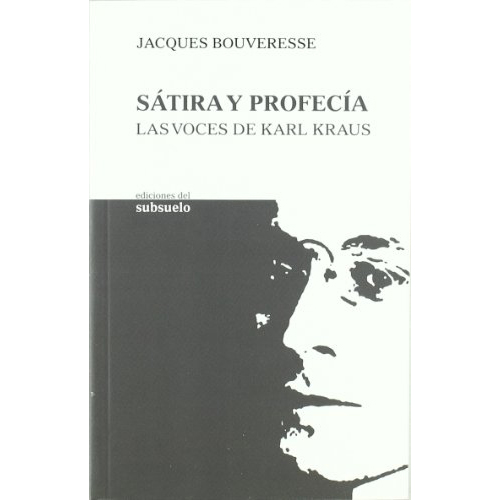 JACQUES BOUVERESSE
SÁTIRA Y PROFECÍA
LAS VOCES DE KARL KRAUS
ediciones del
subsuelo